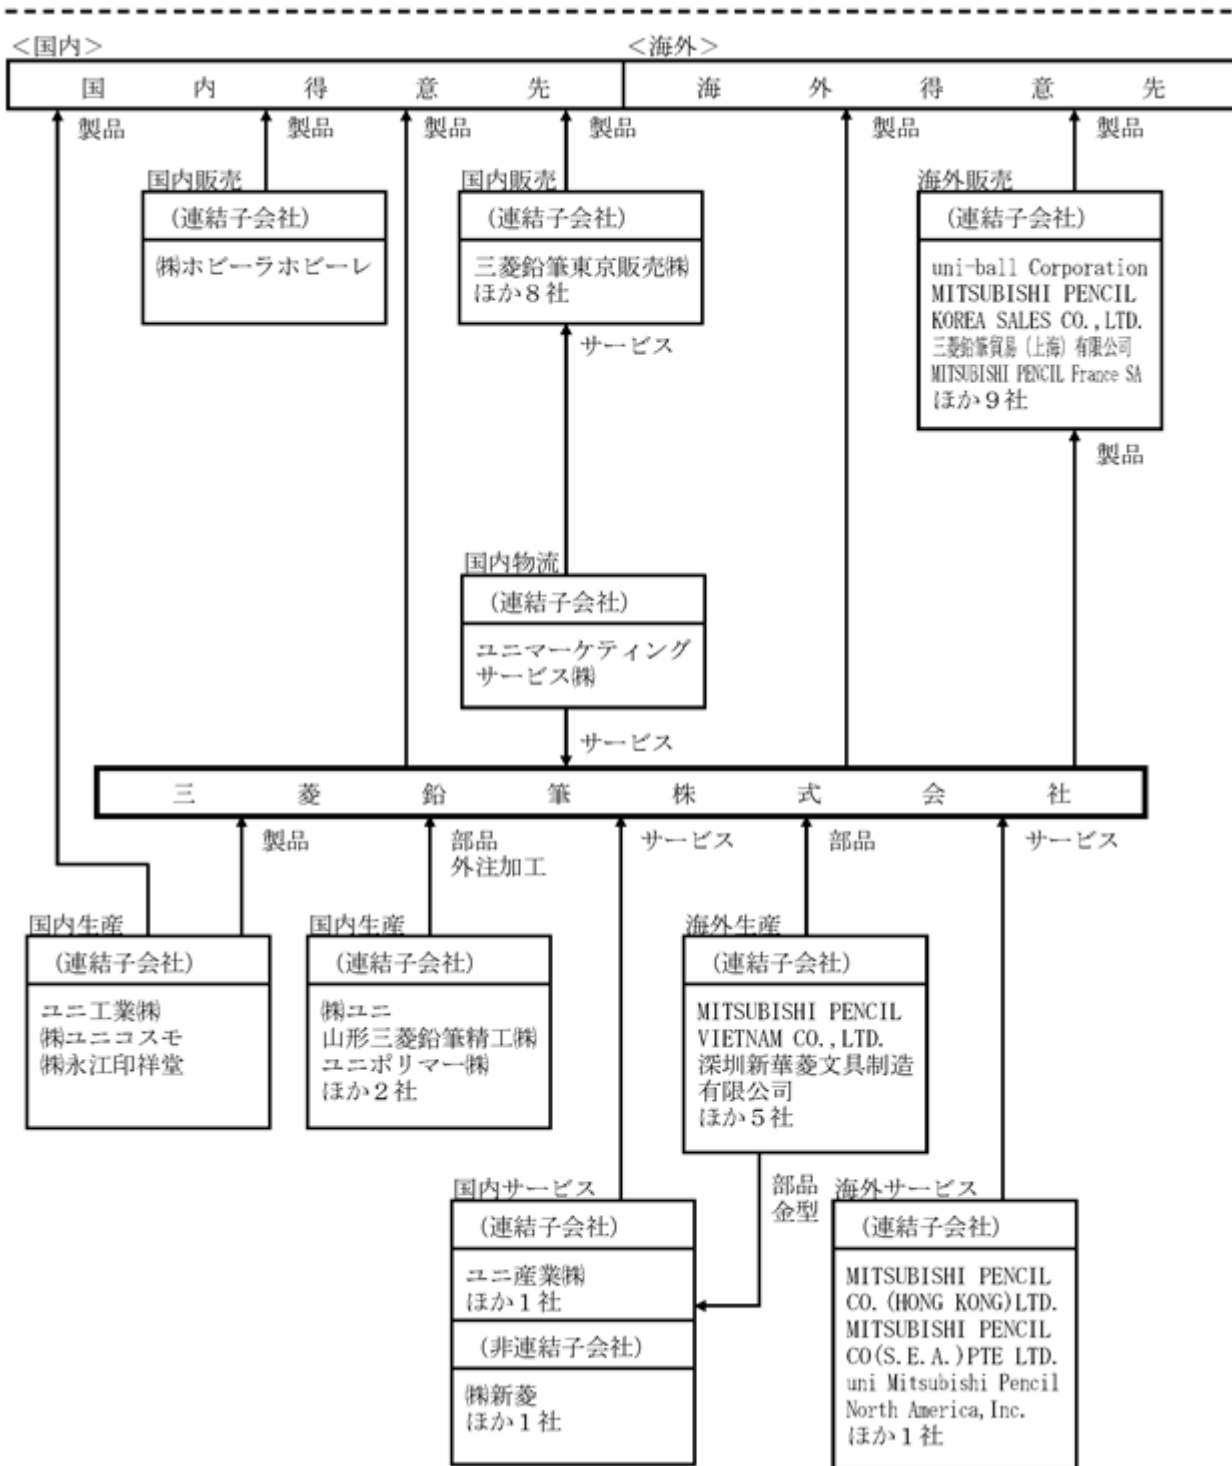 ＜国内＞
＜海外＞
国内得意先
海外得意先
製品
製品
製品
製品
製品
製品
国内販売
(連結子会社)
㈱ホビーラホビーレ
国内販売
(連結子会社)
三菱鉛筆東京販売㈱
ほか８社
海外販売
(連結子会社)
uni-ball Corporation
MITSUBISHI PENCIL
KOREA SALES CO.,LTD.
三菱鉛筆貿易（上海）有限公司
MITSUBISHI PENCIL France SA
ほか９社
サービス
製品
国内物流
(連結子会社)
ユニマーケティング
サービス㈱
サービス
三菱鉛筆株式会社
製品
部品
外注加工
サービス
部品
サービス
国内生産
(連結子会社)
ユニ工業㈱
㈱ユニコスモ
㈱永江印祥堂
国内生産
(連結子会社)
㈱ユニ
山形三菱鉛筆精工㈱
ユニポリマー㈱
ほか２社
海外生産
(連結子会社)
MITSUBISHI PENCIL
VIETNAM CO.,LTD.
深圳新華菱文具制造
有限公司
ほか５社
部品
金型
国内サービス
(連結子会社)
ユニ産業㈱
ほか１社
(非連結子会社)
㈱新菱
ほか１社
海外サービス
(連結子会社)
MITSUBISHI PENCIL
CO.(HONG KONG)LTD.
MITSUBISHI PENCIL
CO(S.E.A.)PTE LTD.
uni Mitsubishi Pencil
North America,Inc.
ほか１社